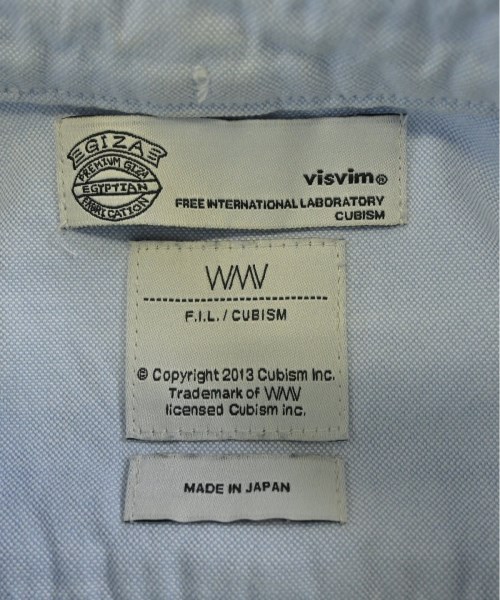 GIZA
PREMIUM GIZA
EGYPTIAN
FABRICATION
visvim®
FREE INTERNATIONAL LABORATORY
CUBISM
WMV
F.I.L. / CUBISM
© Copyright 2013 Cubism Inc.
Trademark of WMV
licensed Cubism inc.
MADE IN JAPAN